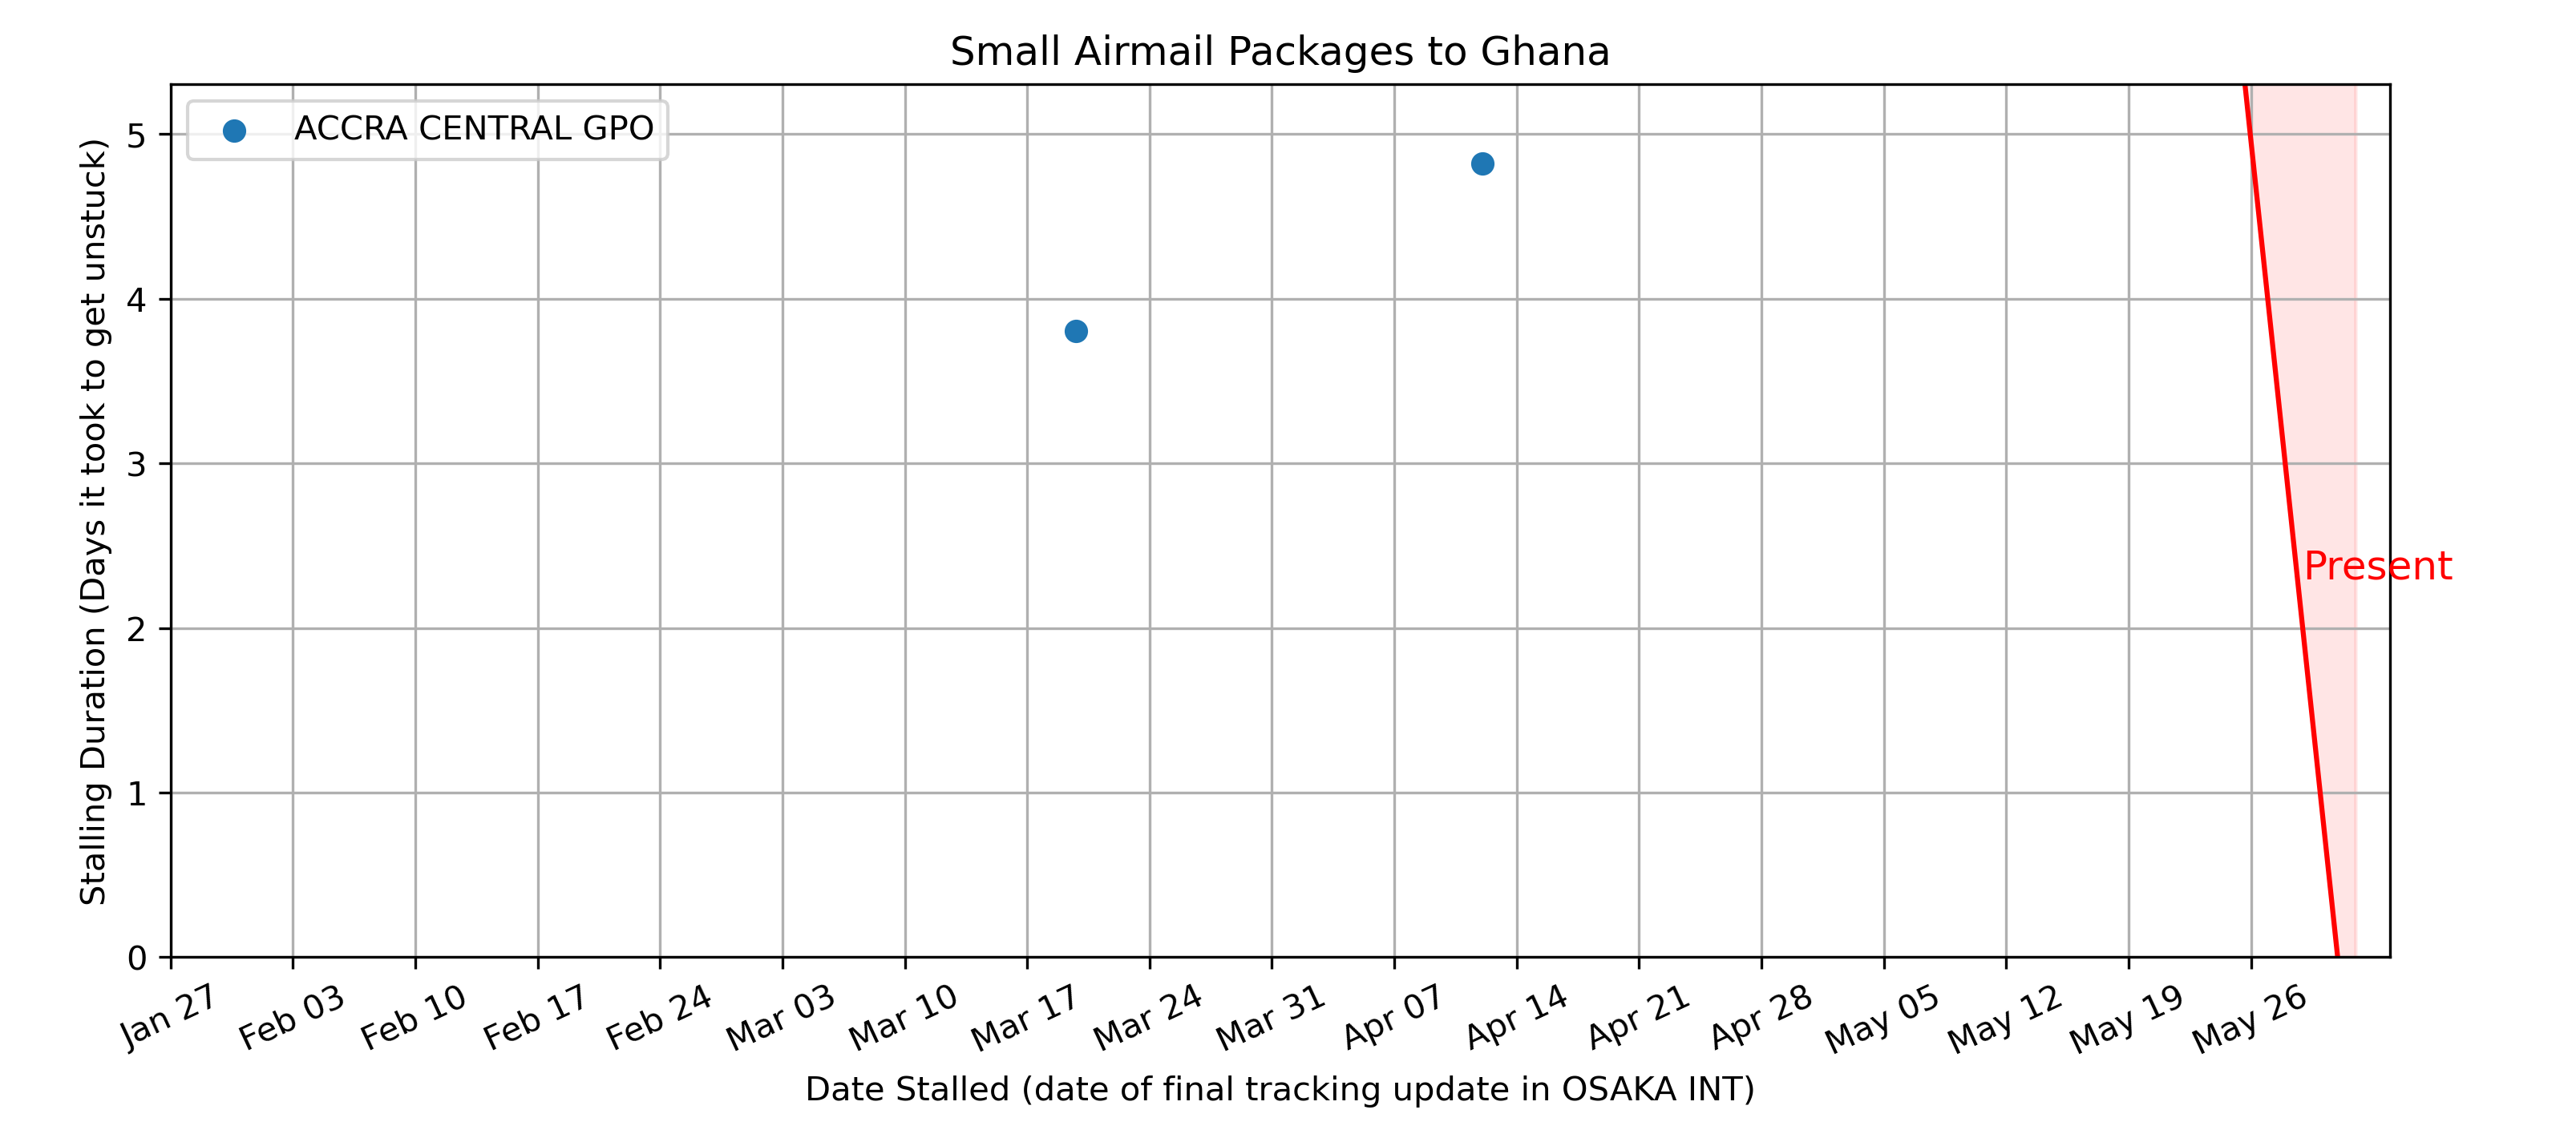 Small Airmail Packages to Ghana
ACCRA CENTRAL GPO
Stalling Duration (Days it took to get unstuck)
5
4
3
2
1
0
Present
Jan 27
Feb 03
Feb 10
Feb 17
Feb 24
Mar 03
Mar 10
Mar 17
Mar 24
Mar 31
Apr 07
Apr 14
Apr 21
Apr 28
May 05
May 12
May 19
May 26
Date Stalled (date of final tracking update in OSAKA INT)